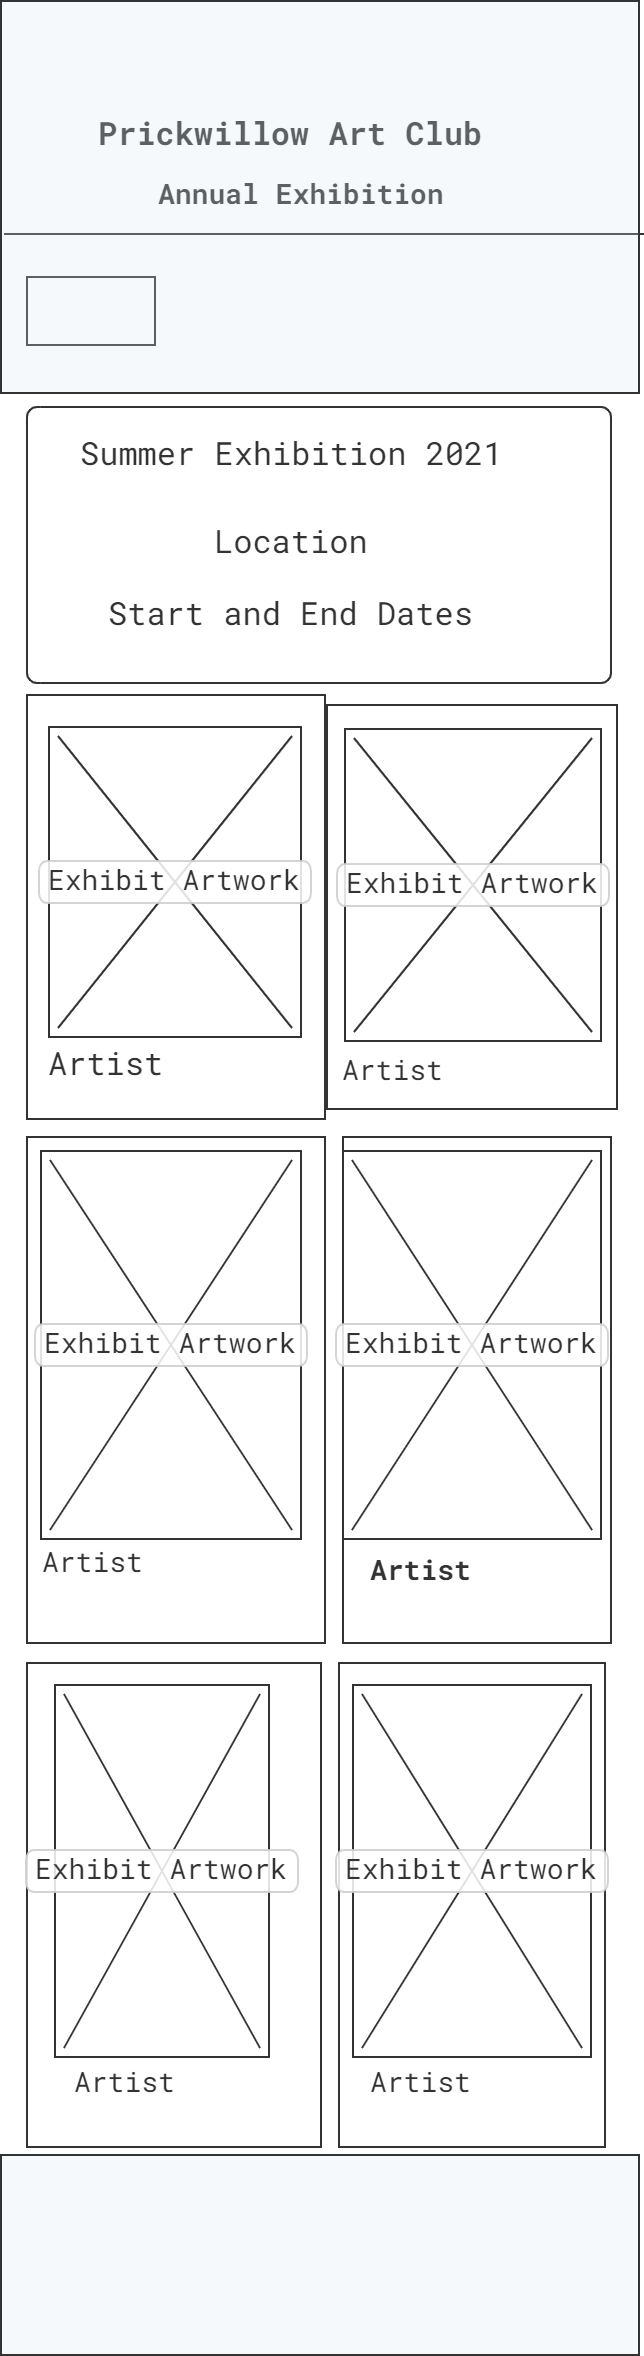 Prickwillow Art Club
Annual Exhibition
Summer Exhibition 2021
Location
Start and End Dates
Exhibit Artwork
Exhibit Artwork
Artist
Artist
Exhibit Artwork
Exhibit Artwork
Artist
Artist
Exhibit Artwork
Exhibit Artwork
Artist
Artist